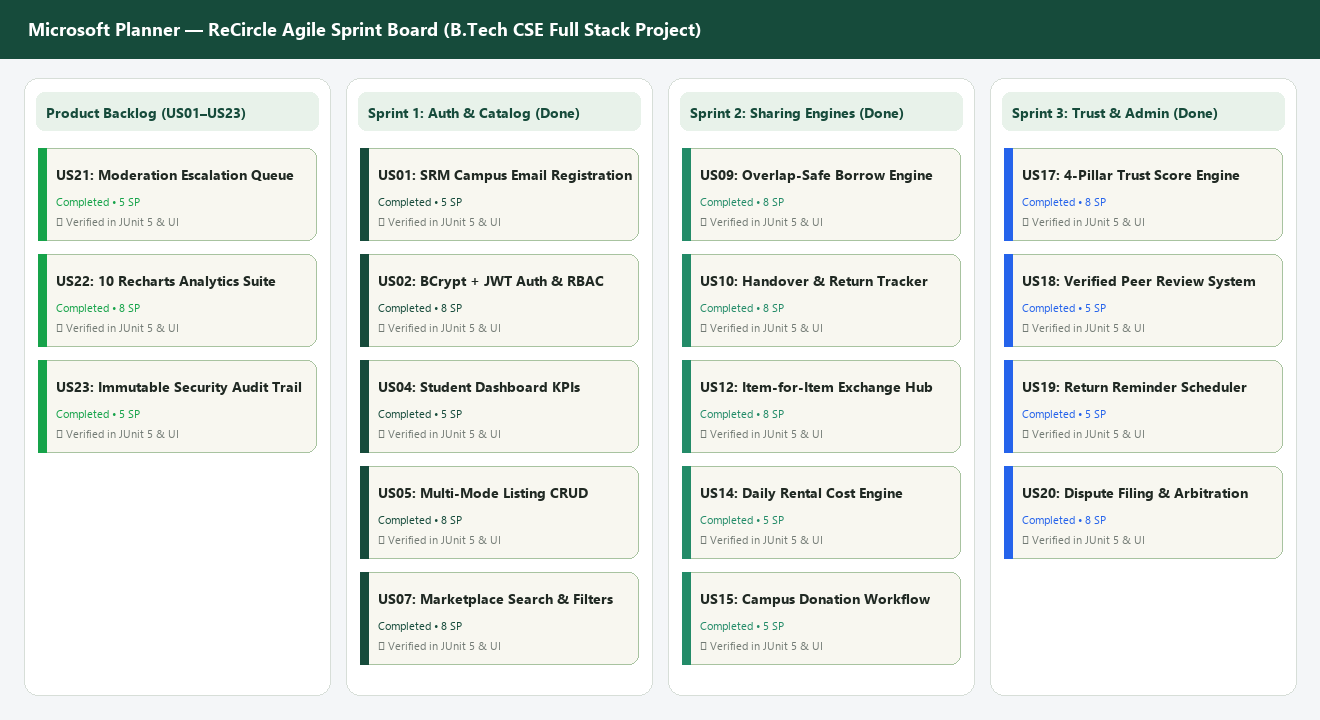 Microsoft Planner — ReCircle Agile Sprint Board (B.Tech CSE Full Stack Project)
Product Backlog (US01–US23)
US21: Moderation Escalation Queue
Completed • 5 SP
Verified in JUnit 5 & UI
US22: 10 Recharts Analytics Suite
Completed • 8 SP
Verified in JUnit 5 & UI
US23: Immutable Security Audit Trail
Completed • 5 SP
Verified in JUnit 5 & UI
Sprint 1: Auth & Catalog (Done)
US01: SRM Campus Email Registration
Completed • 5 SP
Verified in JUnit 5 & UI
US02: BCrypt + JWT Auth & RBAC
Completed • 8 SP
Verified in JUnit 5 & UI
US04: Student Dashboard KPIs
Completed • 5 SP
Verified in JUnit 5 & UI
US05: Multi-Mode Listing CRUD
Completed • 8 SP
Verified in JUnit 5 & UI
US07: Marketplace Search & Filters
Completed • 8 SP
Verified in JUnit 5 & UI
Sprint 2: Sharing Engines (Done)
US09: Overlap-Safe Borrow Engine
Completed • 8 SP
Verified in JUnit 5 & UI
US10: Handover & Return Tracker
Completed • 8 SP
Verified in JUnit 5 & UI
US12: Item-for-Item Exchange Hub
Completed • 8 SP
Verified in JUnit 5 & UI
US14: Daily Rental Cost Engine
Completed • 5 SP
Verified in JUnit 5 & UI
US15: Campus Donation Workflow
Completed • 5 SP
Verified in JUnit 5 & UI
Sprint 3: Trust & Admin (Done)
US17: 4-Pillar Trust Score Engine
Completed • 8 SP
Verified in JUnit 5 & UI
US18: Verified Peer Review System
Completed • 5 SP
Verified in JUnit 5 & UI
US19: Return Reminder Scheduler
Completed • 5 SP
Verified in JUnit 5 & UI
US20: Dispute Filing & Arbitration
Completed • 8 SP
Verified in JUnit 5 & UI